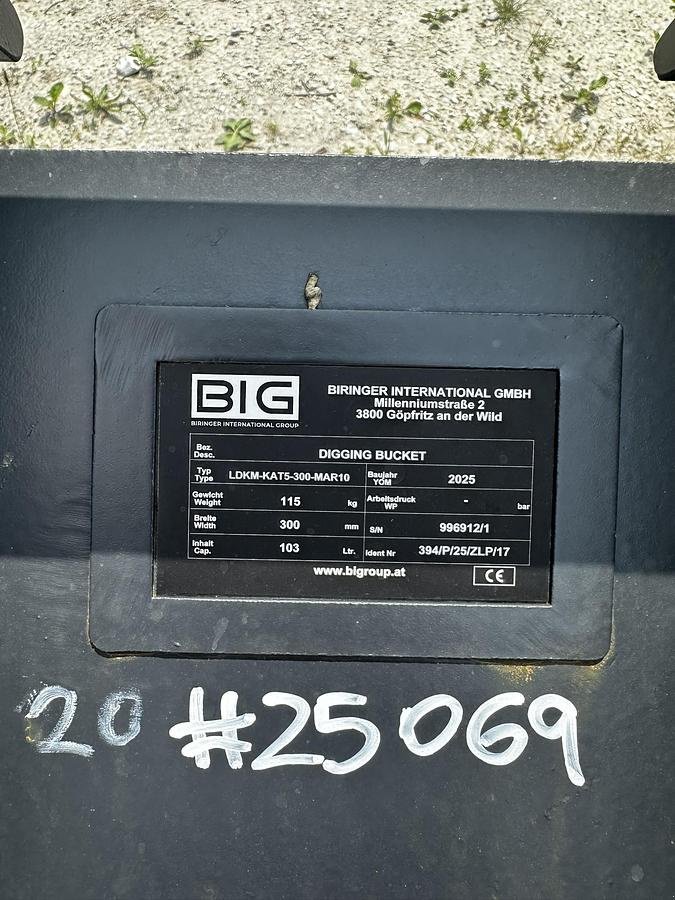 BIG
BIRINGER INTERNATIONAL GROUP
BIRINGER INTERNATIONAL GMBH
Millenniumstraße 2
3800 Göpfritz an der Wild
Bez.
Desc.
DIGGING BUCKET
Typ
Type
LDKM-KAT5-300-MAR10
Baujahr
YOM
2025
Gewicht
Weight
115 kg
Arbeitsdruck
WP
- bar
Breite
Width
300 mm
S/N
996912/1
Inhalt
Cap.
103 Ltr.
Ident Nr
394/P/25/ZLP/17
www.bigroup.at
CE
20 #25069